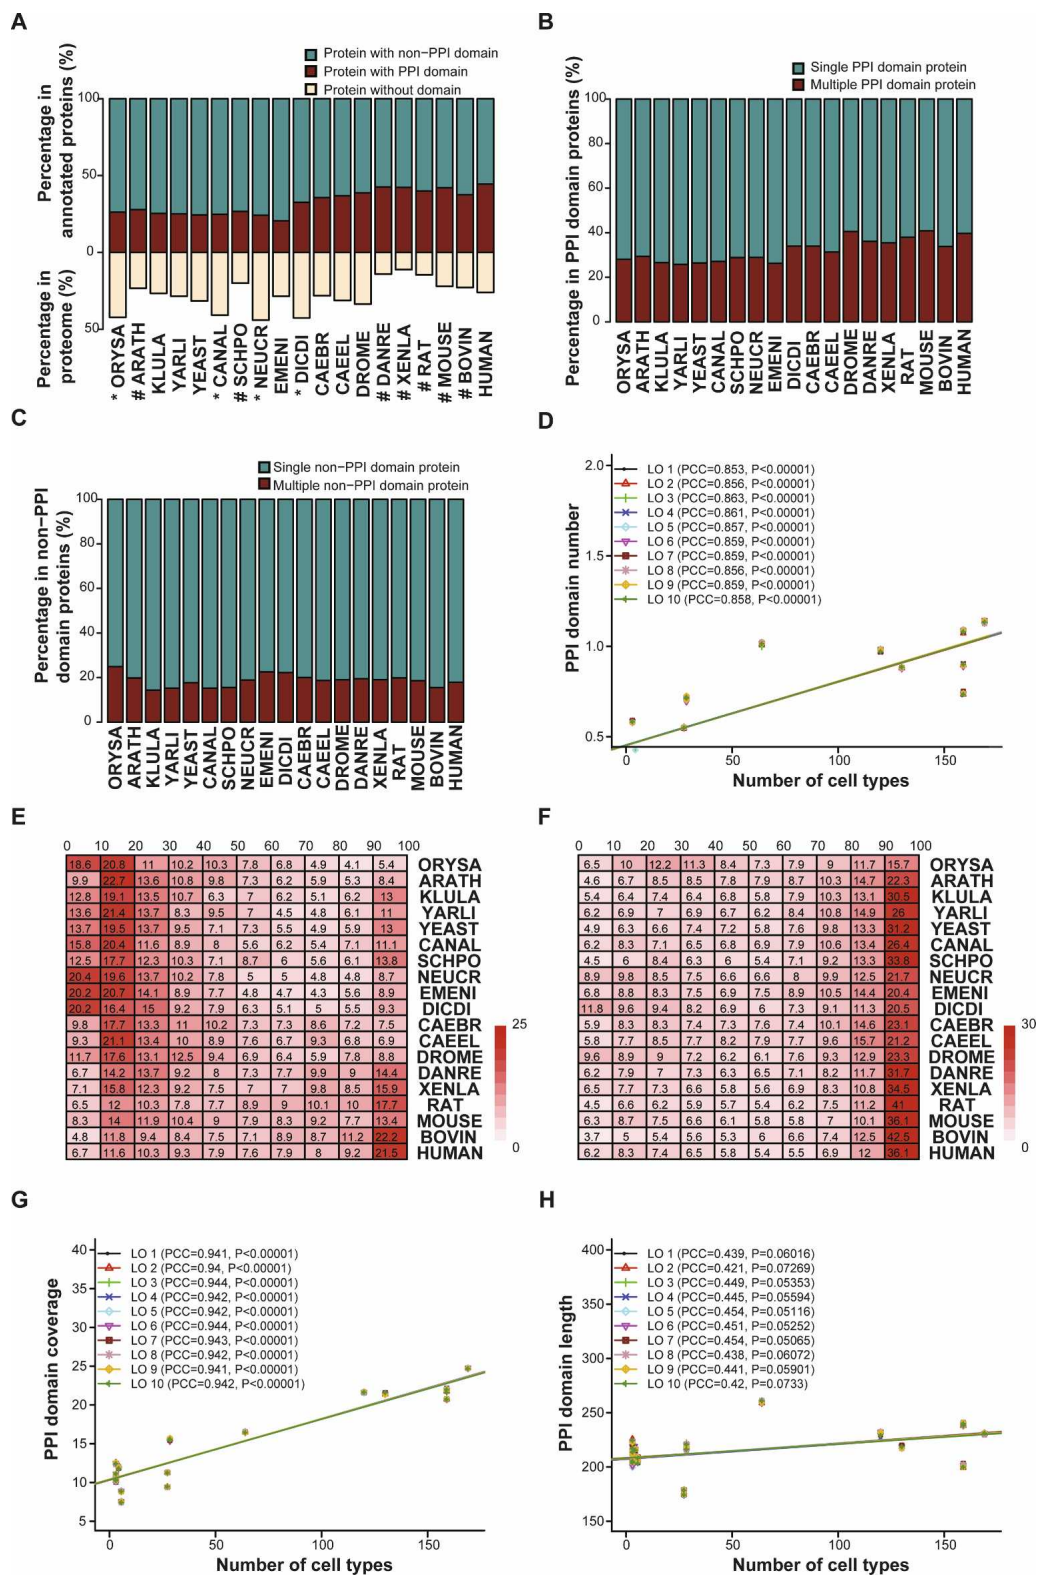 A
Protein with non−PPI domain
Protein with PPI domain
Protein without domain
Percentage in
annotated proteins (%)
Percentage in
proteome (%)
100
50
0
50
* ORYSA
# ARATH
KLULA
YARLI
YEAST
* CANAL
# SCHPO
* NEUCR
EMENI
* DICDI
CAEBR
CAEEL
DROME
# DANRE
# XENLA
# RAT
# MOUSE
# BOVIN
HUMAN
B
Single PPI domain protein
Multiple PPI domain protein
Percentage in PPI domain proteins (%)
100
80
60
40
20
0
ORYSA
ARATH
KLULA
YARLI
YEAST
CANAL
SCHPO
NEUCR
EMENI
DICDI
CAEBR
CAEEL
DROME
DANRE
XENLA
RAT
MOUSE
BOVIN
HUMAN
C
Single non−PPI domain protein
Multiple non−PPI domain protein
Percentage in non−PPI
domain proteins (%)
100
80
60
40
20
0
ORYSA
ARATH
KLULA
YARLI
YEAST
CANAL
SCHPO
NEUCR
EMENI
DICDI
CAEBR
CAEEL
DROME
DANRE
XENLA
RAT
MOUSE
BOVIN
HUMAN
D
LO 1 (PCC=0.853, P<0.00001)
LO 2 (PCC=0.856, P<0.00001)
LO 3 (PCC=0.863, P<0.00001)
LO 4 (PCC=0.861, P<0.00001)
LO 5 (PCC=0.857, P<0.00001)
LO 6 (PCC=0.859, P<0.00001)
LO 7 (PCC=0.859, P<0.00001)
LO 8 (PCC=0.856, P<0.00001)
LO 9 (PCC=0.859, P<0.00001)
LO 10 (PCC=0.858, P<0.00001)
PPI domain number
2.0
1.5
1.0
0.5
0 50 100 150
Number of cell types
E
0 10 20 30 40 50 60 70 80 90 100
18.6 20.8 11 10.2 10.3 7.8 6.8 4.9 4.1 5.4 ORYSA
9.9 22.7 13.6 10.8 9.8 7.3 6.2 5.9 5.3 8.4 ARATH
12.8 19.1 13.5 10.7 6.3 7 6.2 5.1 6.2 13 KLULA
13.6 21.4 13.7 8.3 9.5 7 4.5 4.8 6.1 11 YARLI
13.7 19.5 13.7 9.5 7.1 7.3 5.5 4.9 5.9 13 YEAST
15.8 20.4 11.6 8.9 8 5.6 6.2 5.4 7.1 11.1 CANAL
12.5 17.7 12.3 10.3 7.1 8.7 6 5.6 6.1 13.8 SCHPO
20.4 19.6 13.7 10.2 7.8 5 5 4.8 4.8 8.7 NEUCR
20.2 20.7 14.1 8.9 7.7 4.8 4.7 4.3 5.6 8.9 EMENI
20.2 16.4 15 9.2 7.9 6.3 5.1 5 5.5 9.3 DICDI
9.8 17.7 13.3 11 10.2 7.3 7.3 8.6 7.2 7.5 CAEBR
9.3 21.1 13.4 10 8.9 7.6 6.7 9.3 6.8 6.9 CAEEL
11.7 17.6 13.1 12.5 9.4 6.9 6.4 5.9 7.8 8.8 DROME
6.7 14.2 13.7 9.2 8 7.3 7.7 9.9 9 14.4 DANRE
7.1 15.8 12.3 9.2 7.5 7 7 9.8 8.5 15.9 XENLA
6.5 12 10.3 7.8 7.7 8.9 9 10.1 10 17.7 RAT
8.3 14 11.9 10.4 9 7.9 8.3 9.2 7.7 13.4 MOUSE
4.8 11.8 9.4 8.4 7.5 7.1 8.9 8.7 11.2 22.2 BOVIN
6.7 11.6 10.3 9.3 7.9 7.6 7.9 8 9.2 21.5 HUMAN
25
0
F
0 10 20 30 40 50 60 70 80 90 100
6.5 10 12.2 11.3 8.4 7.3 7.9 9 11.7 15.7 ORYSA
4.6 6.7 8.5 8.5 7.8 7.9 8.7 10.3 14.7 22.3 ARATH
5.4 6.4 7.4 6.4 6.8 5.8 7.9 10.3 13.1 30.5 KLULA
6.2 6.9 7 6.9 6.7 6.2 8.4 10.8 14.9 26 YARLI
4.9 6.3 6.6 7.4 7.2 5.8 7.6 9.8 13.3 31.2 YEAST
6.2 8.3 7.1 6.5 6.8 6.9 7.9 10.6 13.4 26.4 CANAL
4.5 6 8.4 6.3 6 5.4 7.1 9.2 13.3 33.8 SCHPO
8.9 9.8 8.5 7.5 6.6 6.6 8 9.9 12.5 21.7 NEUCR
6.8 8.8 8.3 7.5 6.9 7.5 8.9 10.5 14.4 20.4 EMENI
11.8 9.6 9.4 8.2 6.9 6 7.3 9.1 11.3 20.5 DICDI
5.9 8.3 8.3 7.4 7.3 7.6 7.4 10.1 14.6 23.1 CAEBR
5.8 7.7 8.5 7.7 8.2 7.7 7.6 9.6 15.7 21.2 CAEEL
9.6 8.9 9 7.2 6.2 6.1 7.6 9.3 12.9 23.3 DROME
6.2 7.9 7 7.3 6.2 5.6 7.3 8.2 12.5 31.7 DANRE
6.5 7.7 7.3 6.6 5.8 5.6 6.9 8.3 10.8 34.5 XENLA
4.5 6.6 6.2 5.9 5.7 5.4 6.2 7.5 11.2 41 RAT
6.3 8.7 7.5 6.6 6.1 5.8 5.8 7 10.1 36.1 MOUSE
3.7 5 5.4 5.6 5.3 6 6.6 7.4 12.5 42.5 BOVIN
6.2 8.3 7.4 6.5 5.8 5.4 5.5 6.9 12 36.1 HUMAN
30
0
G
LO 1 (PCC=0.941, P<0.00001)
LO 2 (PCC=0.94, P<0.00001)
LO 3 (PCC=0.944, P<0.00001)
LO 4 (PCC=0.942, P<0.00001)
LO 5 (PCC=0.942, P<0.00001)
LO 6 (PCC=0.944, P<0.00001)
LO 7 (PCC=0.943, P<0.00001)
LO 8 (PCC=0.942, P<0.00001)
LO 9 (PCC=0.941, P<0.00001)
LO 10 (PCC=0.942, P<0.00001)
PPI domain coverage
40
35
30
25
20
15
10
5
0 50 100 150
Number of cell types
H
LO 1 (PCC=0.439, P=0.06016)
LO 2 (PCC=0.421, P=0.07269)
LO 3 (PCC=0.449, P=0.05353)
LO 4 (PCC=0.445, P=0.05594)
LO 5 (PCC=0.454, P=0.05116)
LO 6 (PCC=0.451, P=0.05252)
LO 7 (PCC=0.454, P=0.05065)
LO 8 (PCC=0.438, P=0.06072)
LO 9 (PCC=0.441, P=0.05901)
LO 10 (PCC=0.42, P=0.0733)
PPI domain length
400
350
300
250
200
150
0 50 100 150
Number of cell types